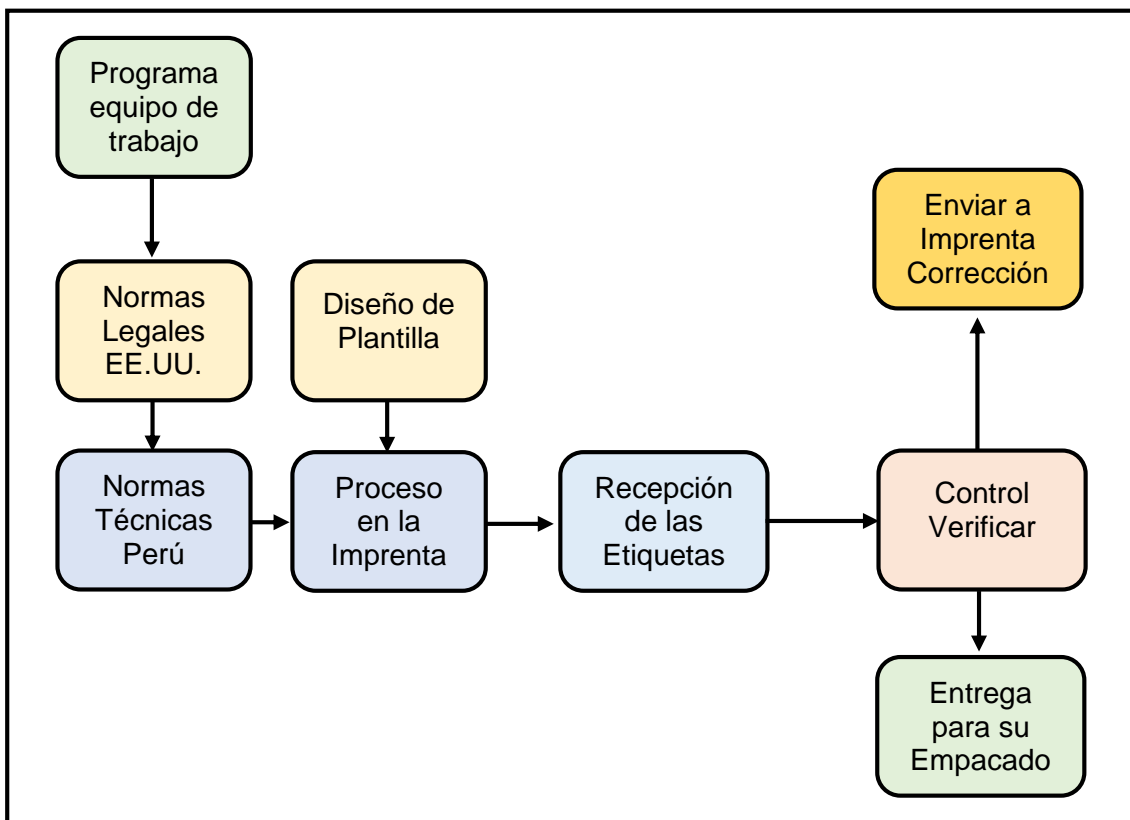 Programa
equipo de
trabajo
Enviar a
Imprenta
Corrección
Normas
Legales
EE.UU.
Diseño de
Plantilla
Normas
Técnicas
Perú
Proceso
en la
Imprenta
Recepción
de las
Etiquetas
Control
Verificar
Entrega
para su
Empacado